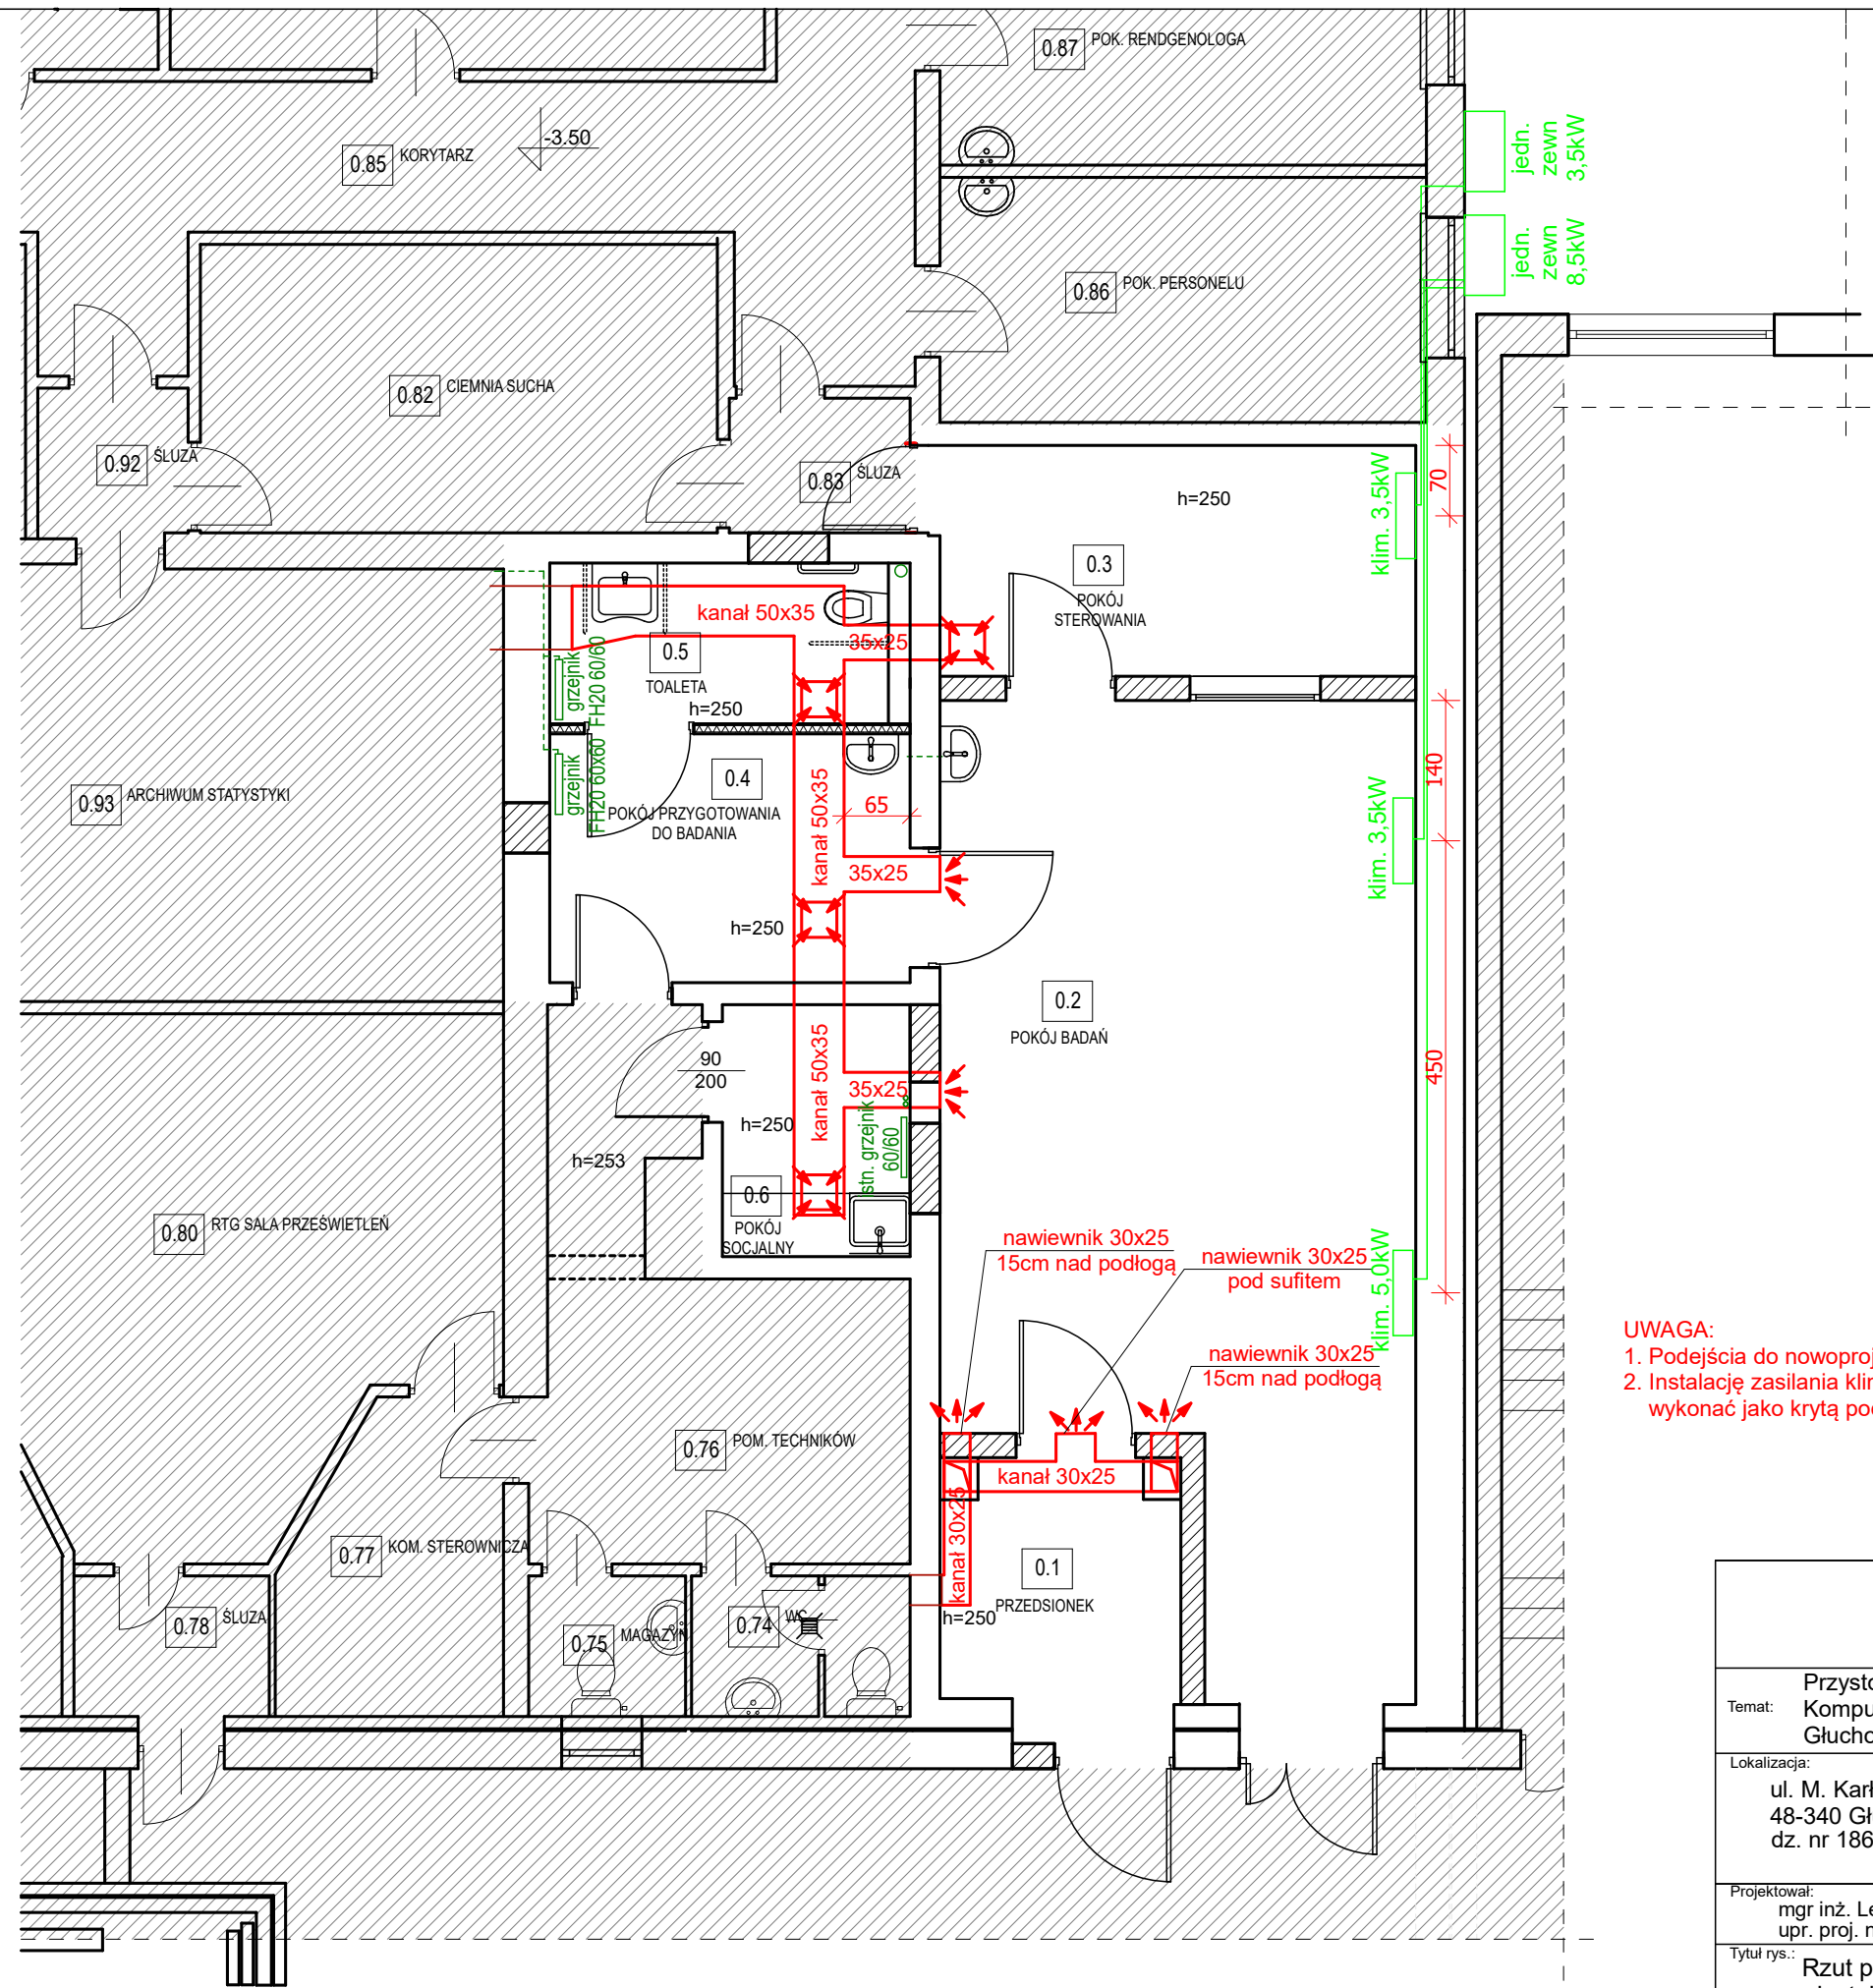 0.87 POK. RENDGENOLOGA
jedn.
zewn
3,5kW
-3.50
0.85 KORYTARZ
jedn.
zewn
8,5kW
0.86 POK. PERSONELU
0.82 CIEMNIA SUCHA
0.92 ŚLUZA
0.83 ŚLUZA
h=250
klim. 3,5kW
70
0.3
POKÓJ
STEROWANIA
kanał 50x35
35x25
0.5
TOALETA
h=250
grzejnik
FH20 60/60
grzejnik
FH20 60x60
0.4
POKÓJ PRZYGOTOWANIA
DO BADANIA
kanał 50x35
65
35x25
h=250
140
klim. 3,5kW
0.93 ARCHIWUM STATYSTYKI
0.2
POKÓJ BADAŃ
90
200
kanał 50x35
35x25
h=250
h=253
istn. grzejnik
60/60
450
0.6
POKÓJ
SOCJALNY
0.80 RTG SALA PRZEŚWIETLEŃ
nawiewnik 30x25
15cm nad podłogą
nawiewnik 30x25
pod sufitem
klim. 5,0kW
nawiewnik 30x25
15cm nad podłogą
UWAGA:
1. Podejścia do nowoproj
2. Instalację zasilania klin
wykonać jako krytą pod
0.76 POM. TECHNIKÓW
kanał 30x25
kanał 30x25
0.77 KOM. STEROWNICZA
0.1
PRZEDSIONEK
h=250
0.78 ŚLUZA
0.75 MAGAZYN
0.74 WC
Temat:
Przysto
Kompu
Głucho
Lokalizacja:
ul. M. Karł
48-340 Gł
dz. nr 186
Projektował:
mgr inż. Le
upr. proj. n
Tytuł rys.:
Rzut p